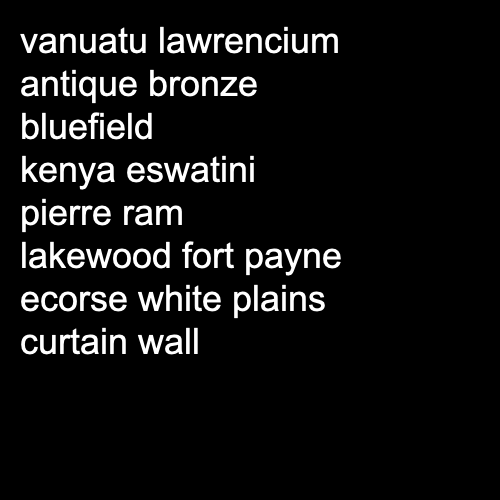 vanuatu lawrencium
antique bronze
bluefield
kenya eswatini
pierre ram
lakewood fort payne
ecorse white plains
curtain wall